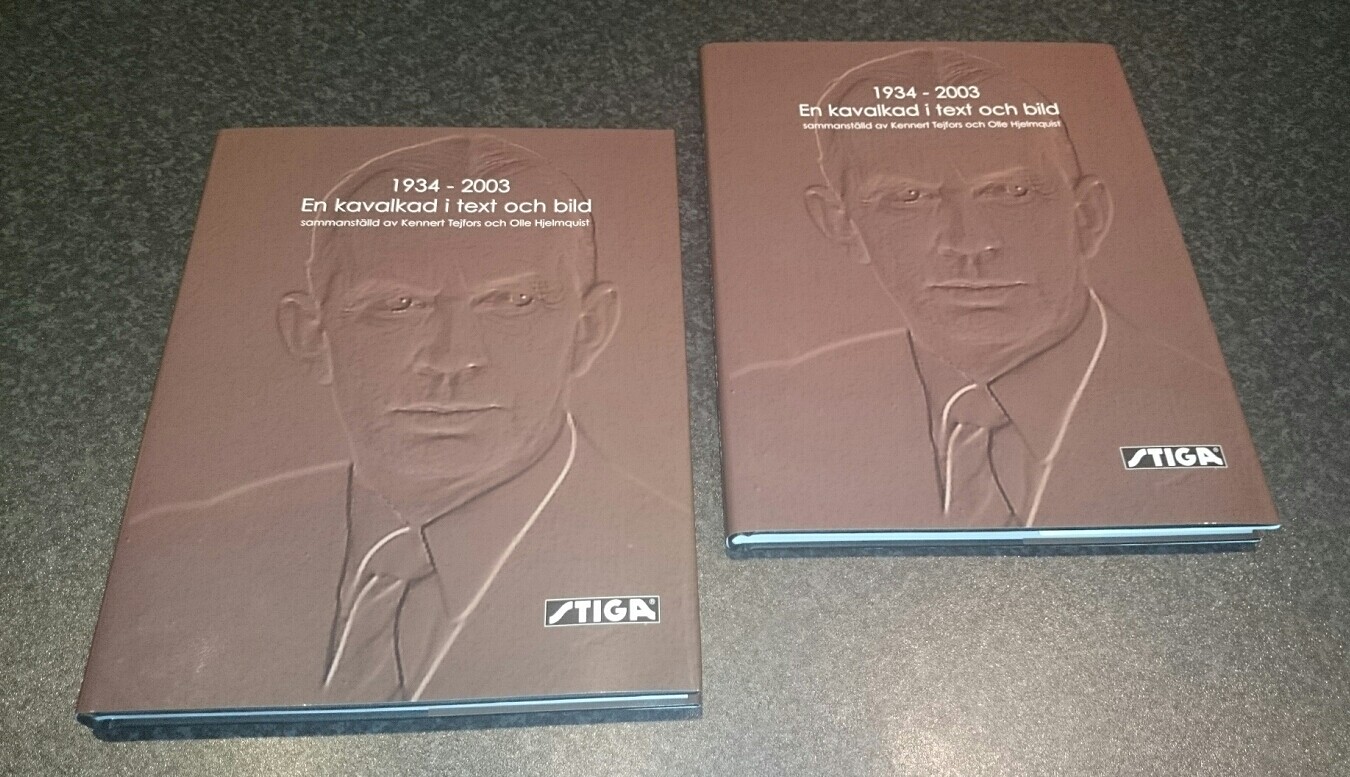 1934 - 2003
En kavalkad i text och bild
sammanställd av Kennert Tejfors och Olle Hjelmquist
STIGA®
1934 - 2003
En kavalkad i text och bild
sammanställd av Kennert Tejfors och Olle Hjelmquist
STIGA®